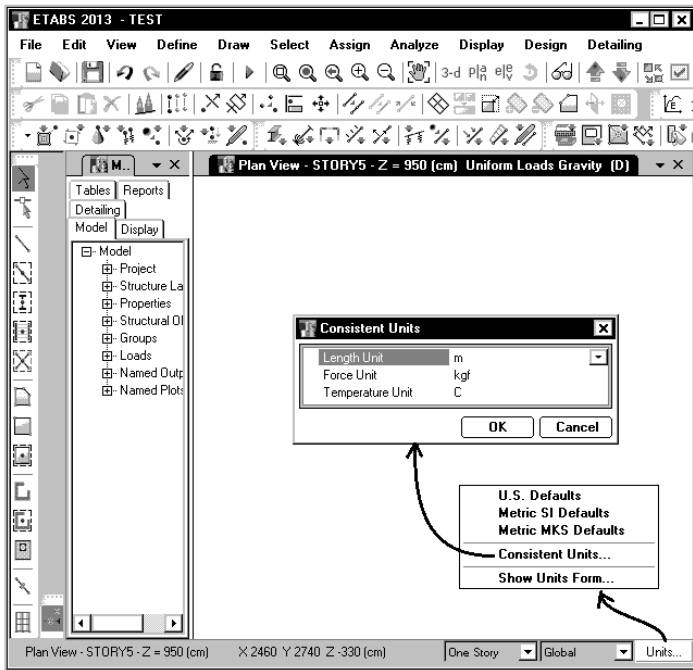 ETABS 2013 - TEST
File Edit View Define Draw Select Assign Analyze Display Design Detailing
3-d
M..
Plan View - STORY5 - Z = 950 (cm) Uniform Loads Gravity (D)
Tables Reports
Detailing
Model Display
Model
Project
Structure La
Properties
Structural Ol
Groups
Loads
Named Outp
Named Plots
Consistent Units
Length Unit m
Force Unit kgf
Temperature Unit C
OK Cancel
U.S. Defaults
Metric SI Defaults
Metric MKS Defaults
Consistent Units...
Show Units Form...
Plan View - STORY5 - Z = 950 (cm) X 2460 Y 2740 Z -330 (cm) One Story Global Units...